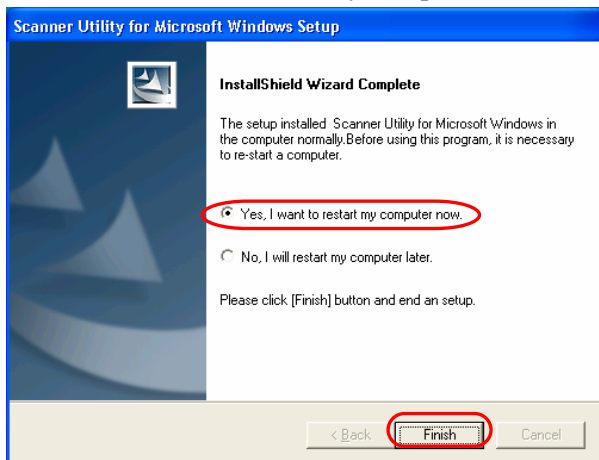 Scanner Utility for Microsoft Windows Setup
InstallShield Wizard Complete
The setup installed Scanner Utility for Microsoft Windows in
the computer normally.Before using this program, it is necessary
to re-start a computer.
Yes, I want to restart my computer now.
No, I will restart my computer later.
Please click [Finish] button and end an setup.
< Back
Finish
Cancel